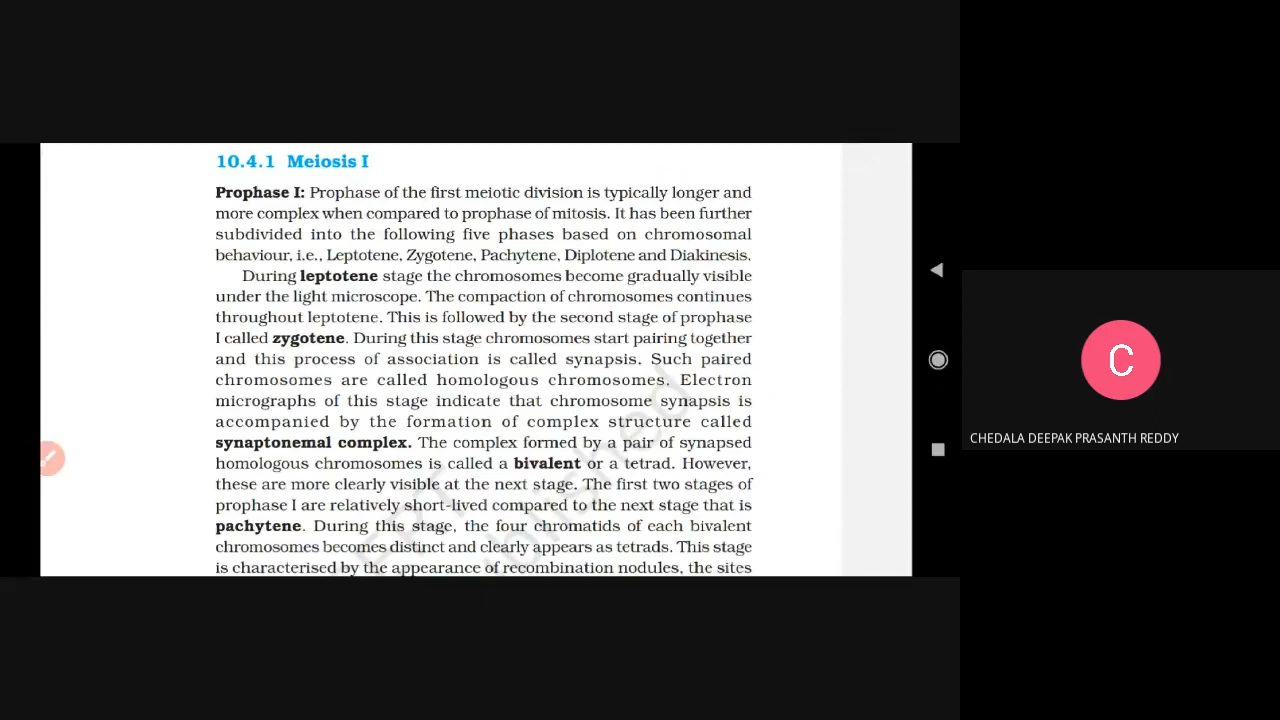 10.4.1 Meiosis I
Prophase I: Prophase of the first meiotic division is typically longer and
more complex when compared to prophase of mitosis. It has been further
subdivided into the following five phases based on chromosomal
behaviour, i.e., Leptotene, Zygotene, Pachytene, Diplotene and Diakinesis.
During leptotene stage the chromosomes become gradually visible
under the light microscope. The compaction of chromosomes continues
throughout leptotene. This is followed by the second stage of prophase
I called zygotene. During this stage chromosomes start pairing together
and this process of association is called synapsis. Such paired
chromosomes are called homologous chromosomes. Electron
micrographs of this stage indicate that chromosome synapsis is
accompanied by the formation of complex structure called
synaptonemal complex. The complex formed by a pair of synapsed
homologous chromosomes is called a bivalent or a tetrad. However,
these are more clearly visible at the next stage. The first two stages of
prophase I are relatively short-lived compared to the next stage that is
pachytene. During this stage, the four chromatids of each bivalent
chromosomes becomes distinct and clearly appears as tetrads. This stage
is characterised by the appearance of recombination nodules, the sites
C
CHEDALA DEEPAK PRASANTH REDDY